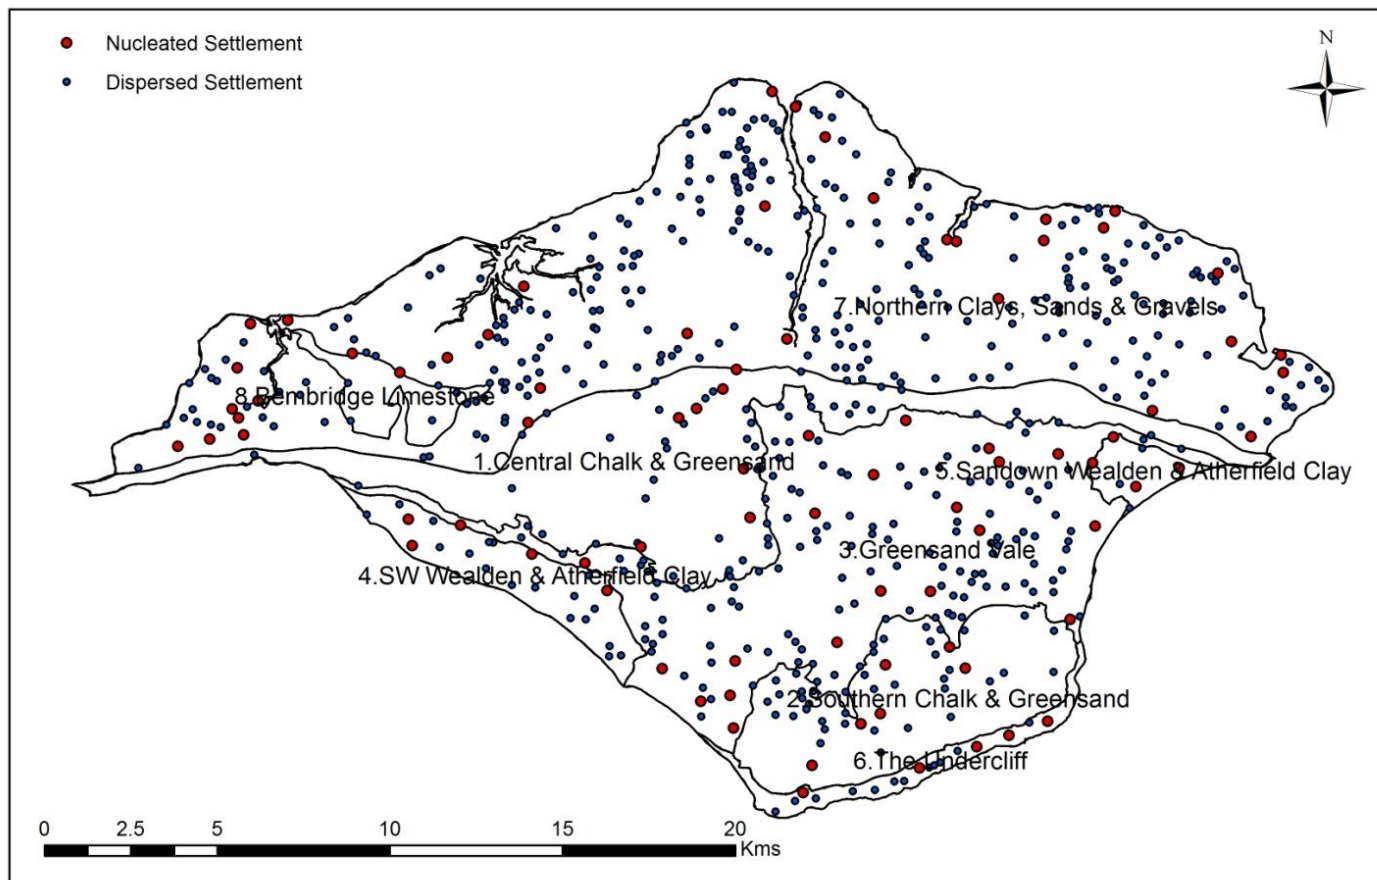 Nucleated Settlement
Dispersed Settlement
N
7.Northern Clays, Sands & Gravels
8.Bembridge Limestone
1.Central Chalk & Greensand
5.Sandown Wealden & Atherfield Clay
3.Greensand Vale
4.SW Wealden & Atherfield Clay
2.Southern Chalk & Greensand
6.The Undercliff
0 2.5 5 10 15 20
Kms